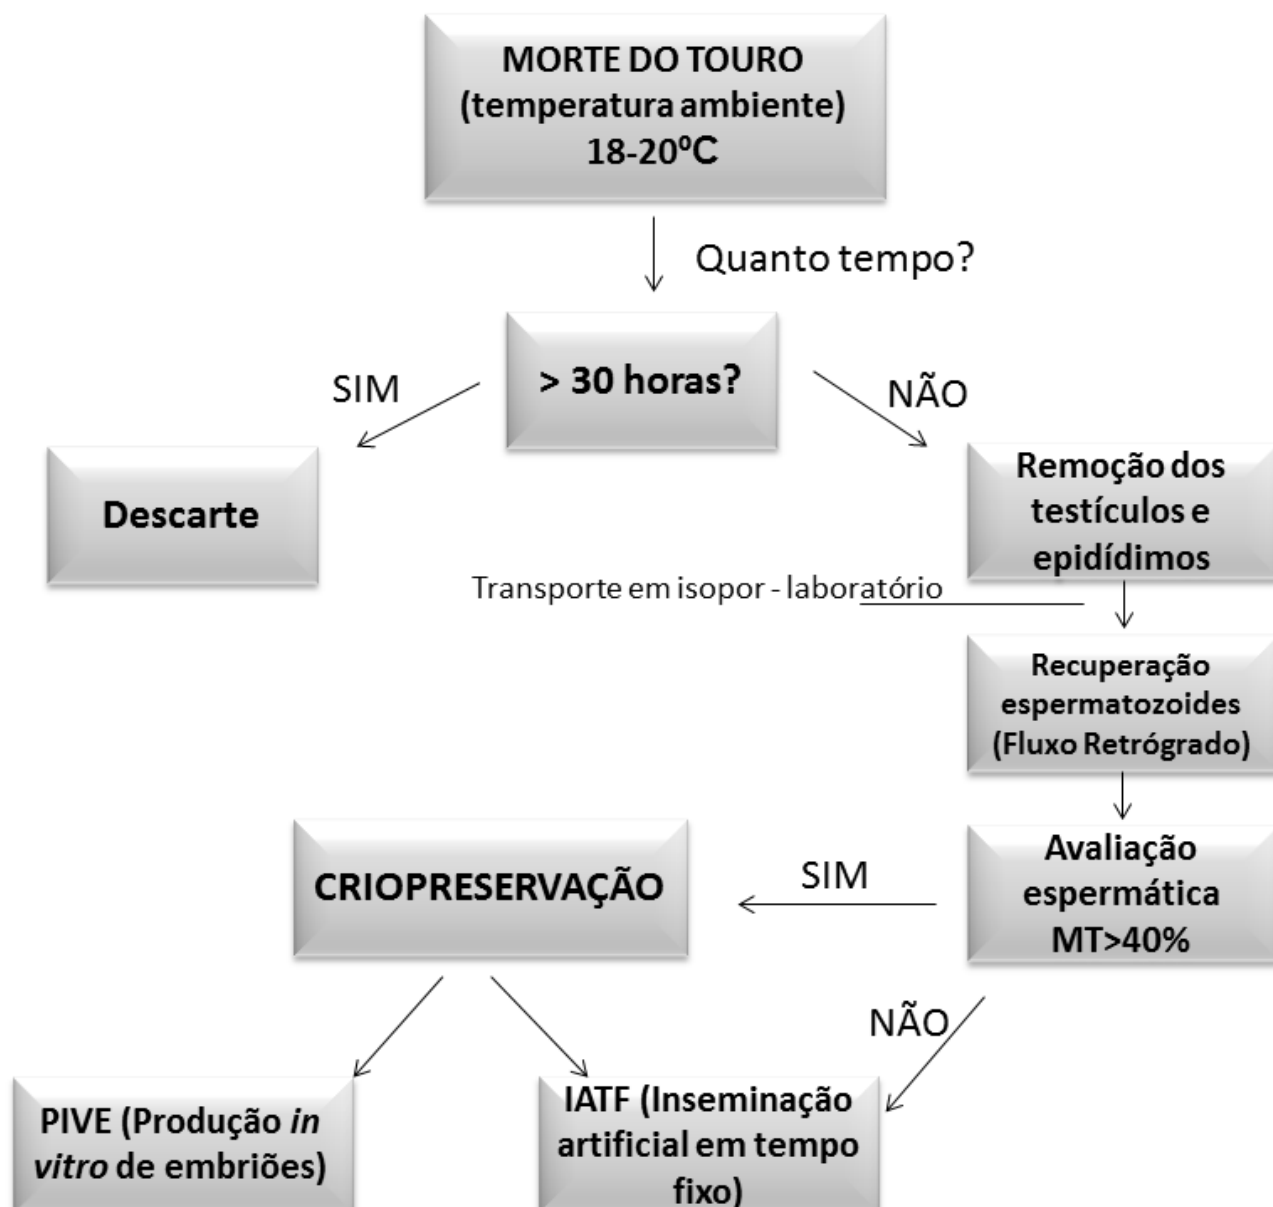 MORTE DO TOURO
(temperatura ambiente)
18-20ºC
Quanto tempo?
> 30 horas?
SIM
NÃO
Descarte
Remoção dos
testículos e
epidídimos
Transporte em isopor - laboratório
Recuperação
espermatozoides
(Fluxo Retrógrado)
Avaliação
espermática
MT>40%
SIM
CRIOPRESERVAÇÃO
NÃO
PIVE (Produção in
vitro de embriões)
IATF (Inseminação
artificial em tempo
fixo)